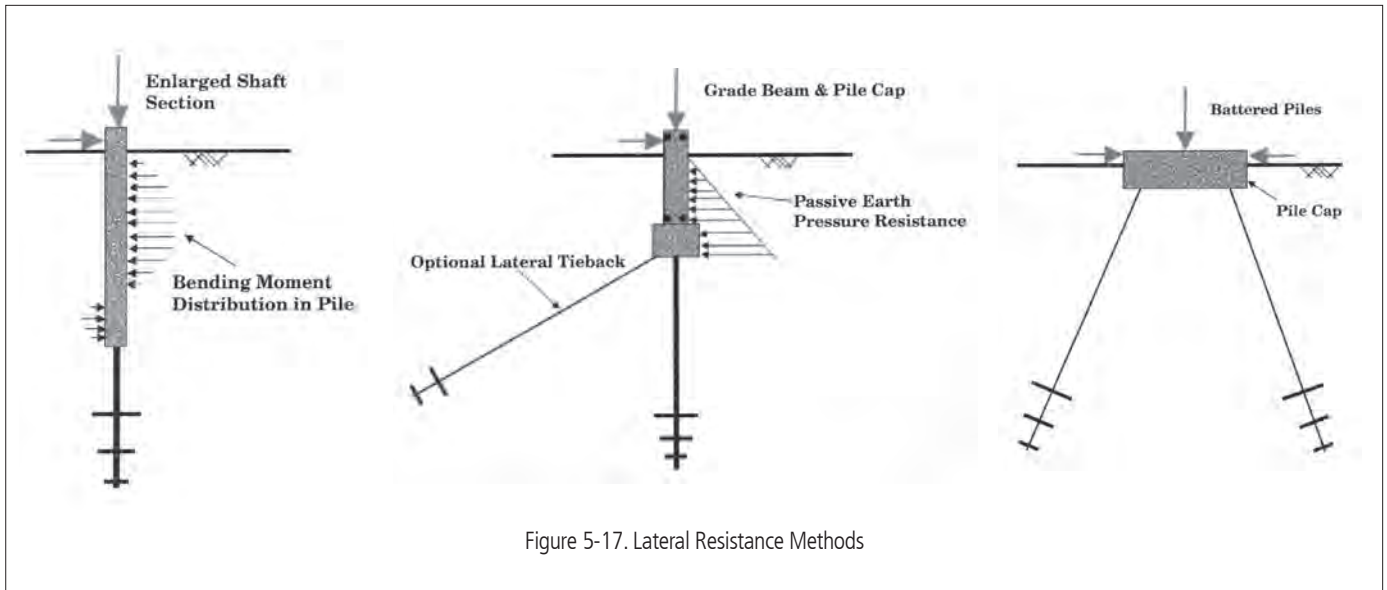 Enlarged Shaft
Section
Bending Moment
Distribution in Pile
Grade Beam & Pile Cap
Passive Earth
Pressure Resistance
Optional Lateral Tieback
Battered Piles
Pile Cap
Figure 5-17. Lateral Resistance Methods